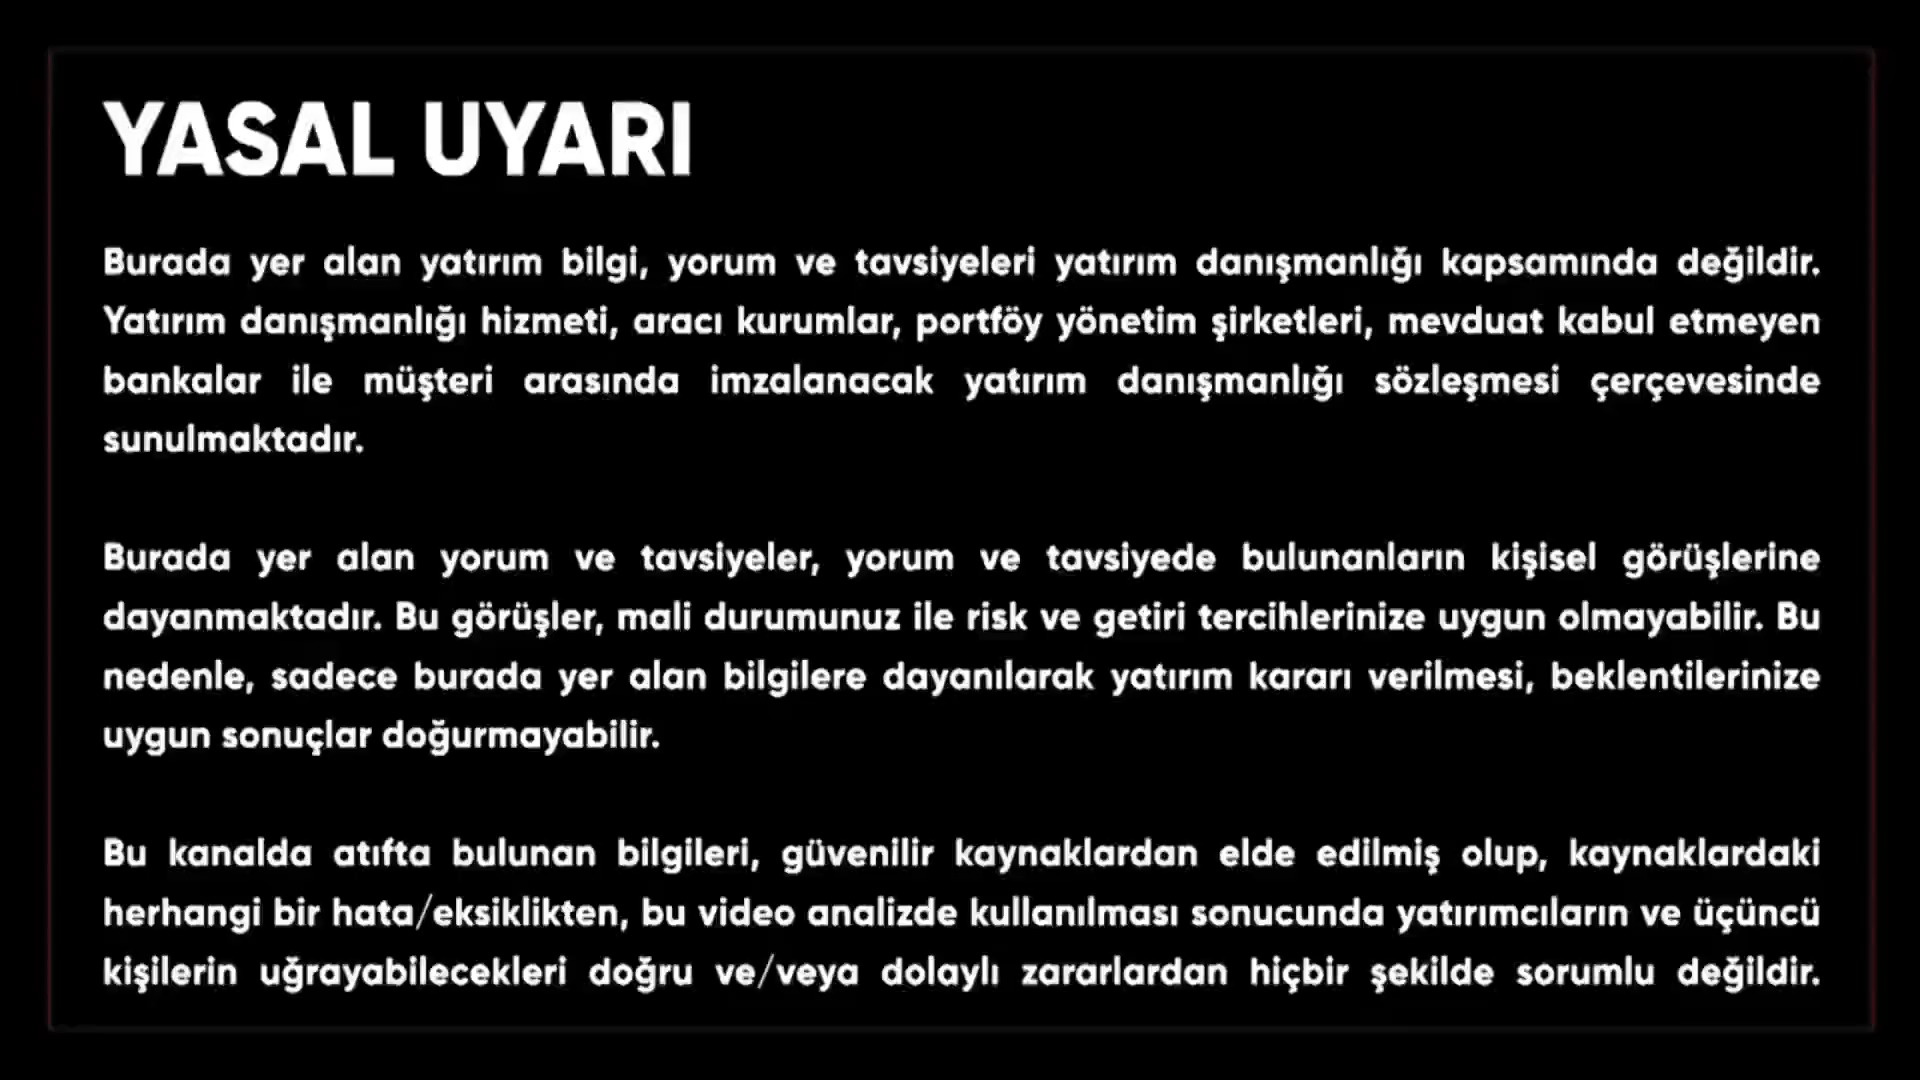 YASAL UYARI
Burada yer alan yatırım bilgi, yorum ve tavsiyeleri yatırım danışmanlığı kapsamında değildir.
Yatırım danışmanlığı hizmeti, aracı kurumlar, portföy yönetim şirketleri, mevduat kabul etmeyen
bankalar ile müşteri arasında imzalanacak yatırım danışmanlığı sözleşmesi çerçevesinde
sunulmaktadır.
Burada yer alan yorum ve tavsiyeler, yorum ve tavsiyede bulunanların kişisel görüşlerine
dayanmaktadır. Bu görüşler, mali durumunuz ile risk ve getiri tercihlerinize uygun olmayabilir. Bu
nedenle, sadece burada yer alan bilgilere dayanılarak yatırım kararı verilmesi, beklentilerinize
uygun sonuçlar doğurmayabilir.
Bu kanalda atıfta bulunan bilgileri, güvenilir kaynaklardan elde edilmiş olup, kaynaklardaki
herhangi bir hata/eksiklikten, bu video analizde kullanılması sonucunda yatırımcıların ve üçüncü
kişilerin uğrayabilecekleri doğru ve/veya dolaylı zararlardan hiçbir şekilde sorumlu değildir.